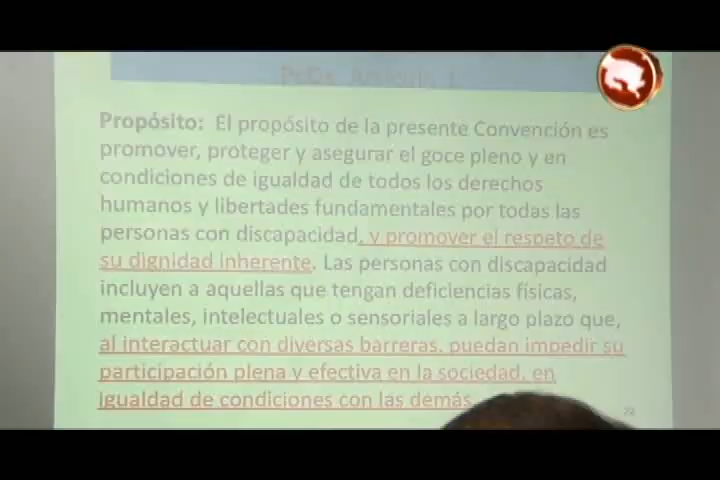 Propósito: El propósito de la presente Convención es
promover, proteger y asegurar el goce pleno y en
condiciones de igualdad de todos los derechos
humanos y libertades fundamentales por todas las
personas con discapacidad, y promover el respeto de
su dignidad inherente. Las personas con discapacidad
incluyen a aquellas que tengan deficiencias físicas,
mentales, intelectuales o sensoriales a largo plazo que,
al interactuar con diversas barreras, puedan impedir su
participación plena y efectiva en la sociedad, en
igualdad de condiciones con las demás.